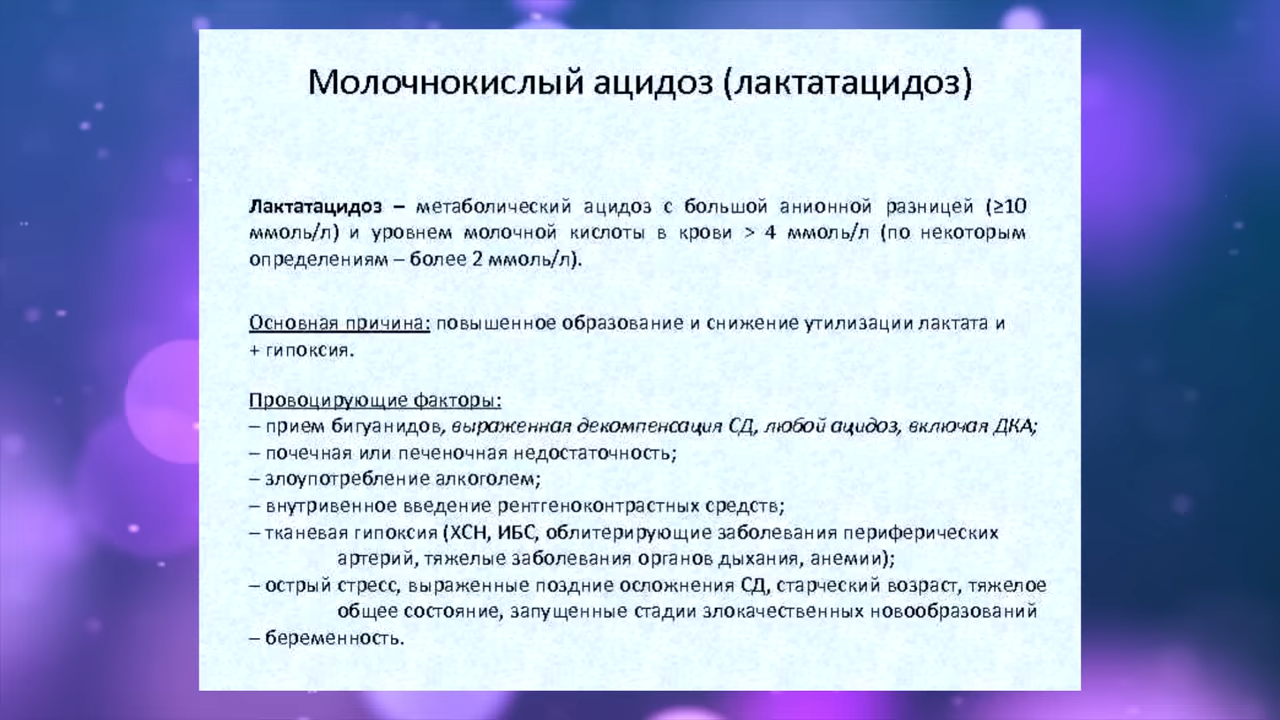 Молочнокислый ацидоз (лактатацидоз)
Лактатацидоз – метаболический ацидоз с большой анионной разницей (≥10
ммоль/л) и уровнем молочной кислоты в крови > 4 ммоль/л (по некоторым
определениям – более 2 ммоль/л).
Основная причина: повышенное образование и снижение утилизации лактата и
+ гипоксия.
Провоцирующие факторы:
– прием бигуанидов, выраженная декомпенсация СД, любой ацидоз, включая ДКА;
– почечная или печеночная недостаточность;
– злоупотребление алкоголем;
– внутривенное введение рентгеноконтрастных средств;
– тканевая гипоксия (ХСН, ИБС, облитерирующие заболевания периферических
артерий, тяжелые заболевания органов дыхания, анемии);
– острый стресс, выраженные поздние осложнения СД, старческий возраст, тяжелое
общее состояние, запущенные стадии злокачественных новообразований
– беременность.